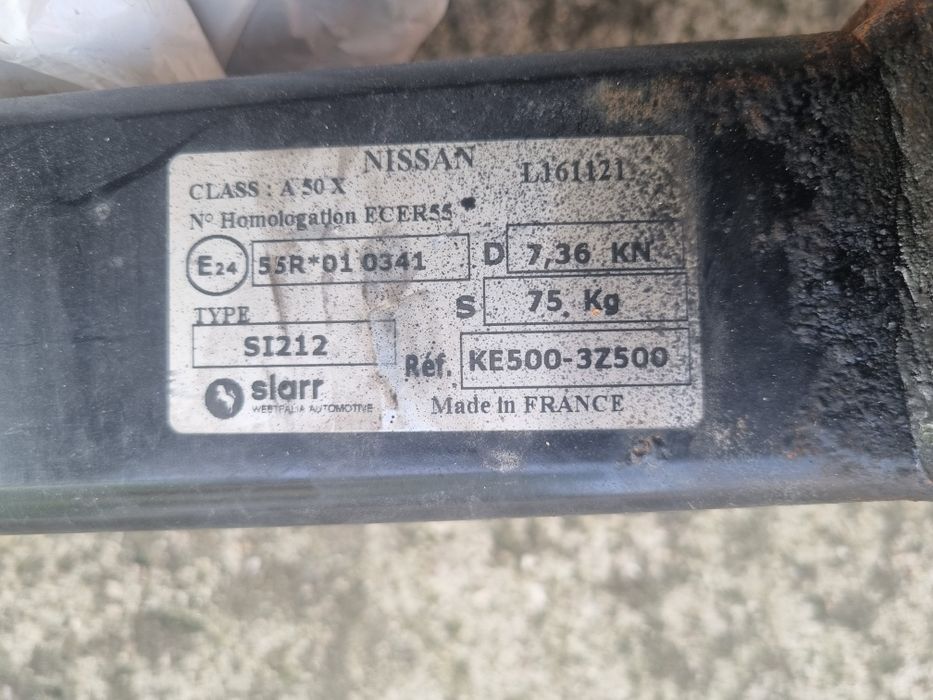 NISSAN
L161121
CLASS : A 50 X
N° Homologation ECER55
E24 55R*01 0341
D 7,36 KN
S 75 Kg
TYPE
SI212
Réf. KE500-3Z500
siarr
WESTFALIA AUTOMOTIVE
Made in FRANCE